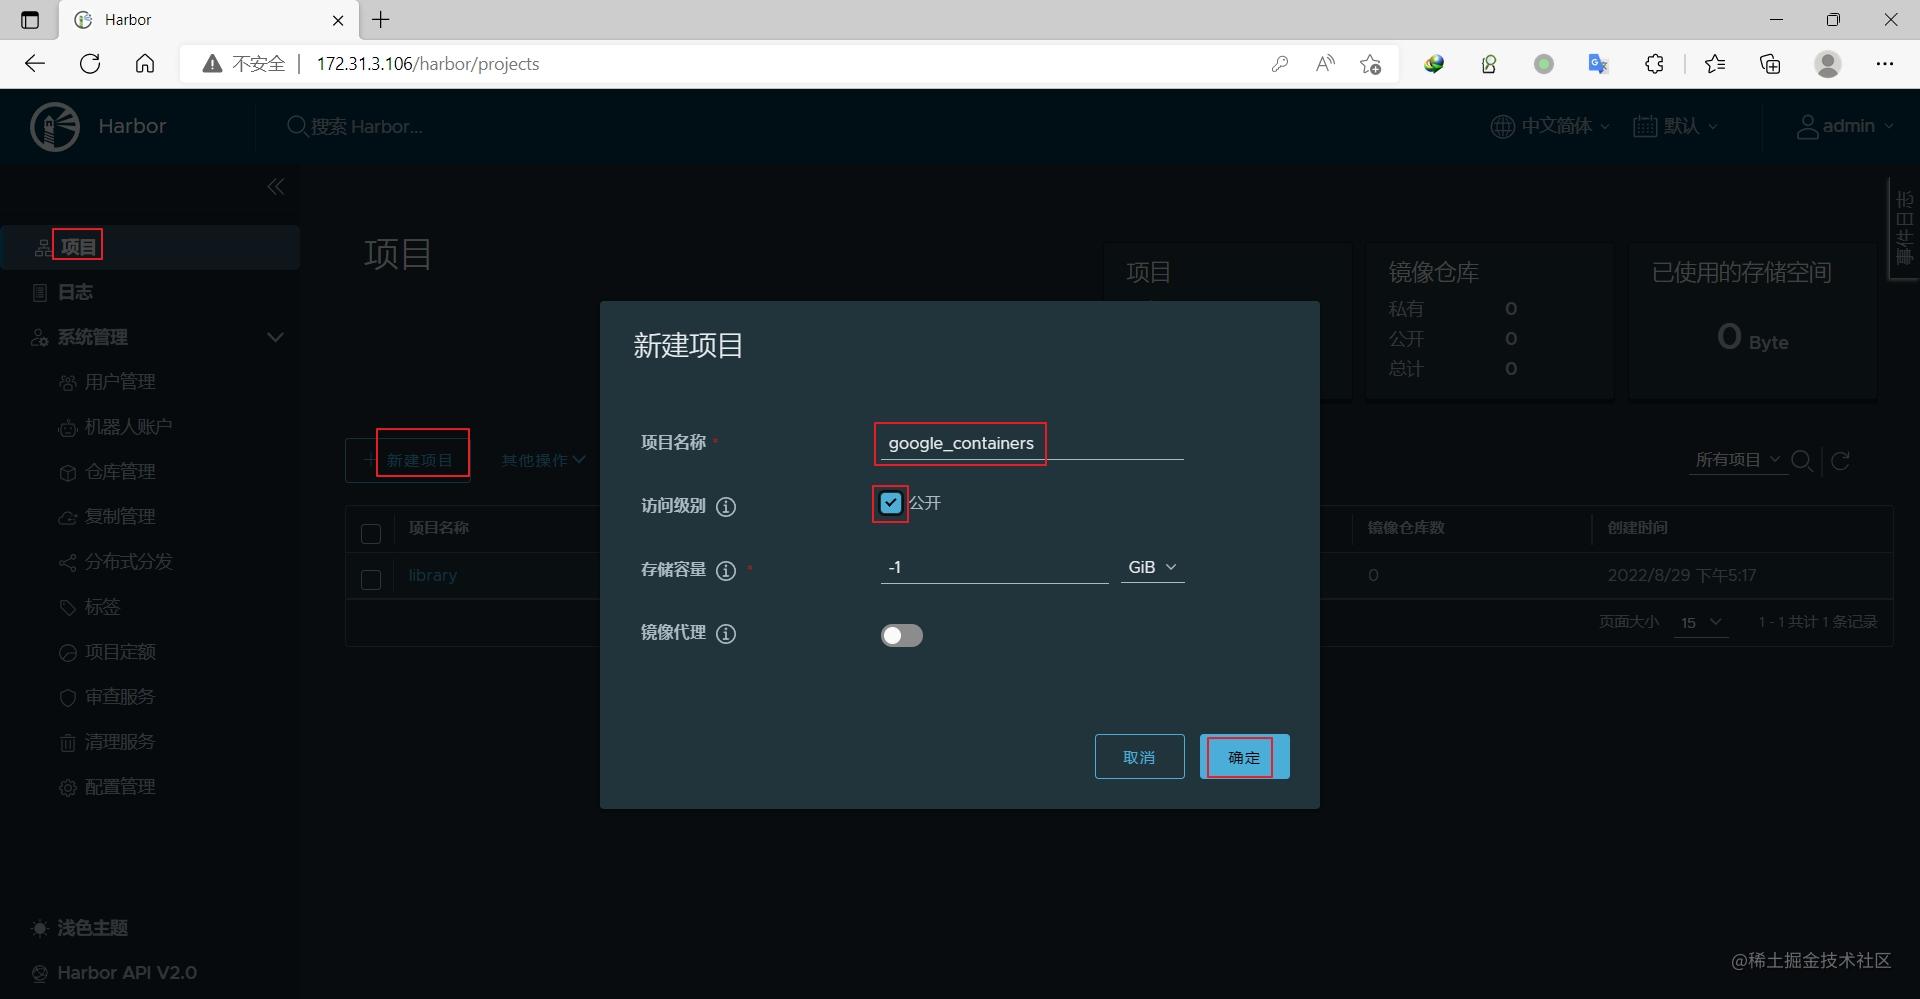 Harbor
不安全
172.31.3.106/harbor/projects
Harbor
搜索 Harbor...
中文简体
默认
admin
事件日志
项目
日志
系统管理
用户管理
机器人账户
仓库管理
复制管理
分布式分发
标签
项目定额
审查服务
清理服务
配置管理
浅色主题
Harbor API V2.0
项目
项目
镜像仓库
私有 0
公开 0
总计 0
已使用的存储空间
0 Byte
+ 新建项目
其他操作
所有项目
项目名称
镜像仓库数
创建时间
library
0
2022/8/29 下午5:17
页面大小 15
1 - 1 共计 1 条记录
新建项目
项目名称 *
google_containers
访问级别
公开
存储容量 *
-1
GiB
镜像代理
取消
确定
@稀土掘金技术社区